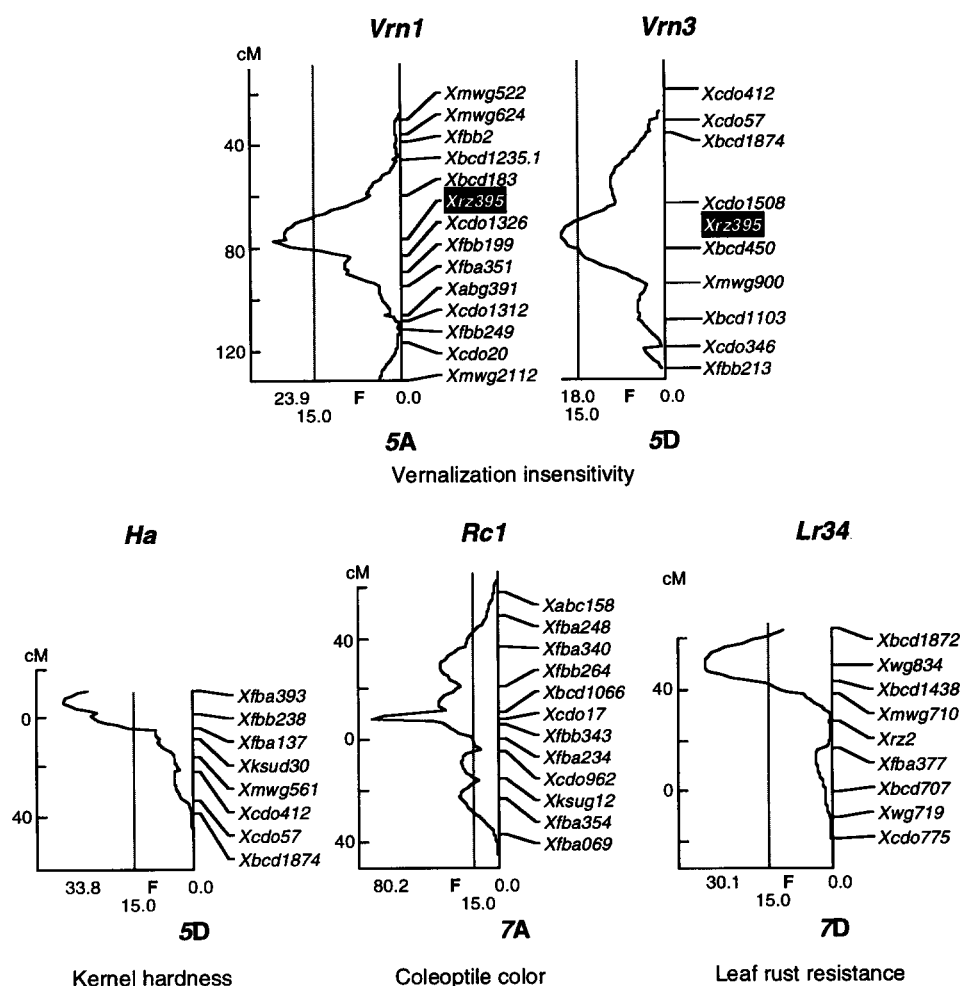 Vrn1
cM
40
80
120
Xmwg522
Xmwg624
Xfbb2
Xbcd1235.1
Xbcd183
Xrz395
Xcdo1326
Xfbb199
Xfba351
Xabg391
Xcdo1312
Xfbb249
Xcdo20
Xmwg2112
23.9 F 0.0
15.0
5A
Vrn3
Xcdo412
Xcdo57
Xbcd1874
Xcdo1508
Xrz395
Xbcd450
Xmwg900
Xbcd1103
Xcdo346
Xfbb213
18.0 F 0.0
15.0
5D
Vernalization insensitivity
Ha
cM
0
40
Xfba393
Xfbb238
Xfba137
Xksud30
Xmwg561
Xcdo412
Xcdo57
Xbcd1874
33.8 F 0.0
15.0
5D
Kernel hardness
Rc1
cM
40
0
40
Xabc158
Xfba248
Xfba340
Xfbb264
Xbcd1066
Xcdo17
Xfbb343
Xfba234
Xcdo962
Xksug12
Xfba354
Xfba069
80.2 F 0.0
15.0
7A
Coleoptile color
Lr34
cM
40
0
Xbcd1872
Xwg834
Xbcd1438
Xmwg710
Xrz2
Xfba377
Xbcd707
Xwg719
Xcdo775
30.1 F 0.0
15.0
7D
Leaf rust resistance